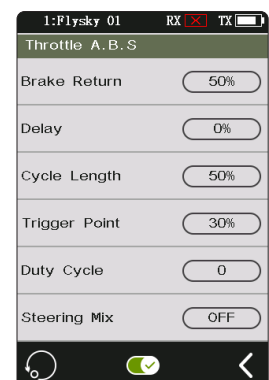 1:Flysky 01 RX TX
Throttle A.B.S
Brake Return 50%
Delay 0%
Cycle Length 50%
Trigger Point 30%
Duty Cycle 0
Steering Mix OFF